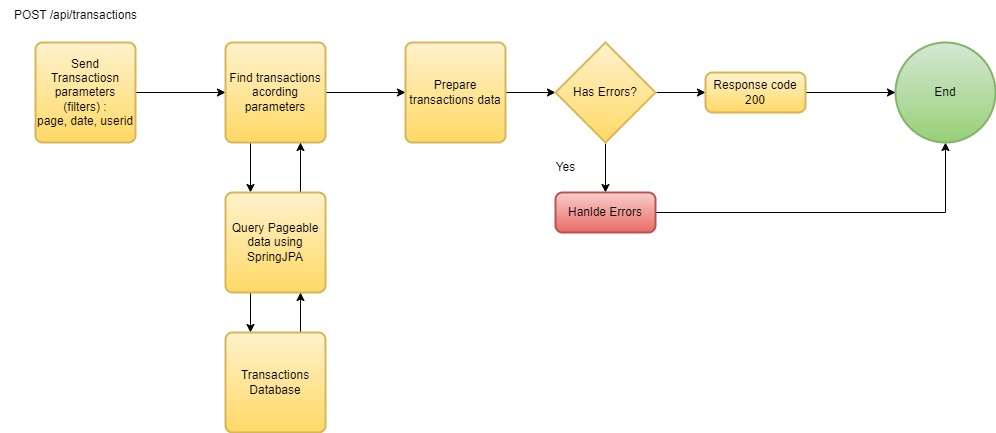 POST /api/transactions
Send
Transactiosn
parameters
(filters) :
page, date, userid
Find transactions
acording
parameters
Prepare
transactions data
Has Errors?
Response code
200
End
Yes
Hanlde Errors
Query Pageable
data using
SpringJPA
Transactions
Database